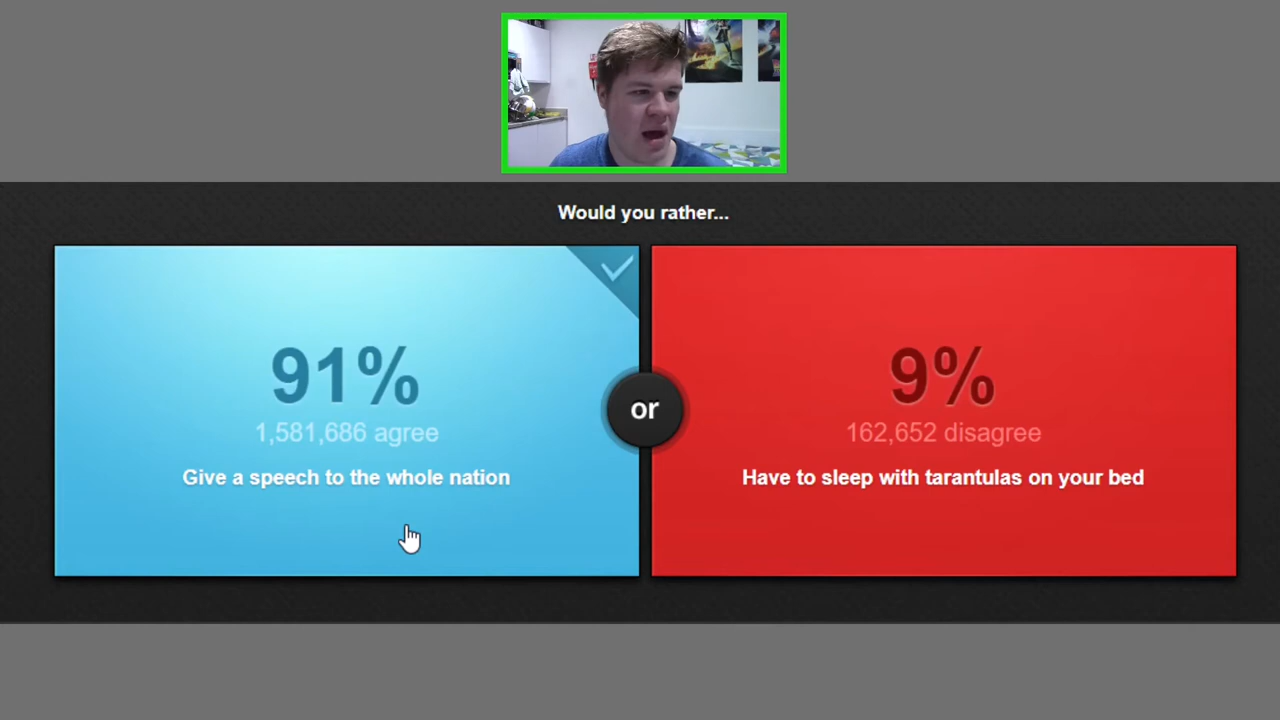 Would you rather...
91%
1,581,686 agree
Give a speech to the whole nation
or
9%
162,652 disagree
Have to sleep with tarantulas on your bed